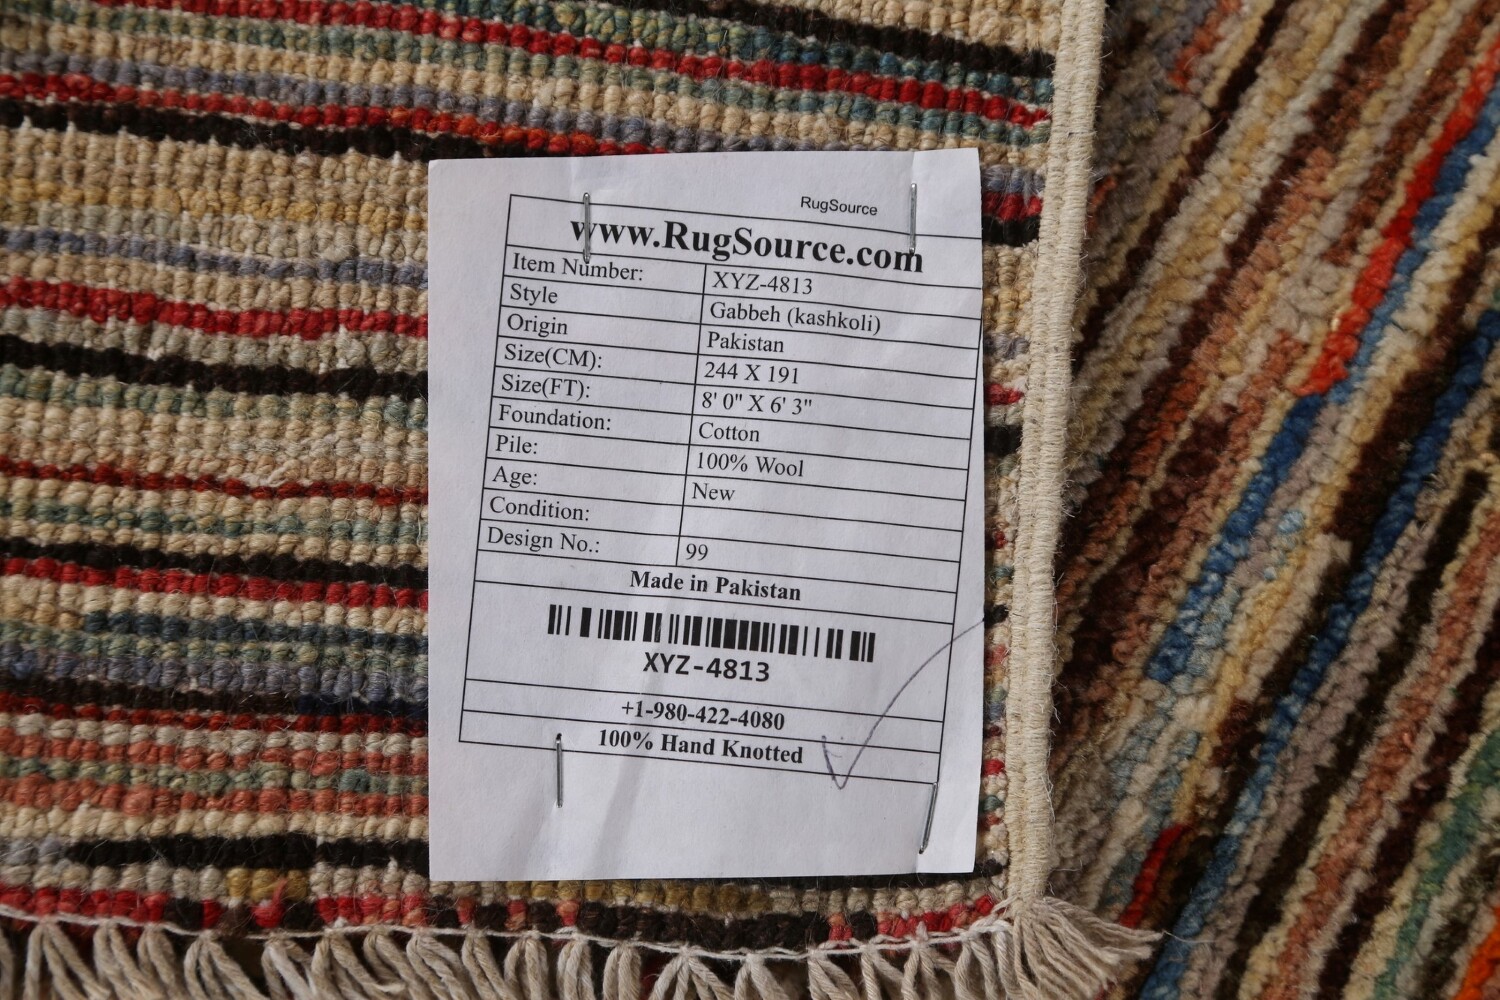 RugSource
www.RugSource.com
Item Number: XYZ-4813
Style Gabbeh (kashkoli)
Origin Pakistan
Size(CM): 244 X 191
Size(FT): 8' 0" X 6' 3"
Foundation: Cotton
Pile: 100% Wool
Age: New
Condition:
Design No.: 99
Made in Pakistan
XYZ-4813
+1-980-422-4080
100% Hand Knotted